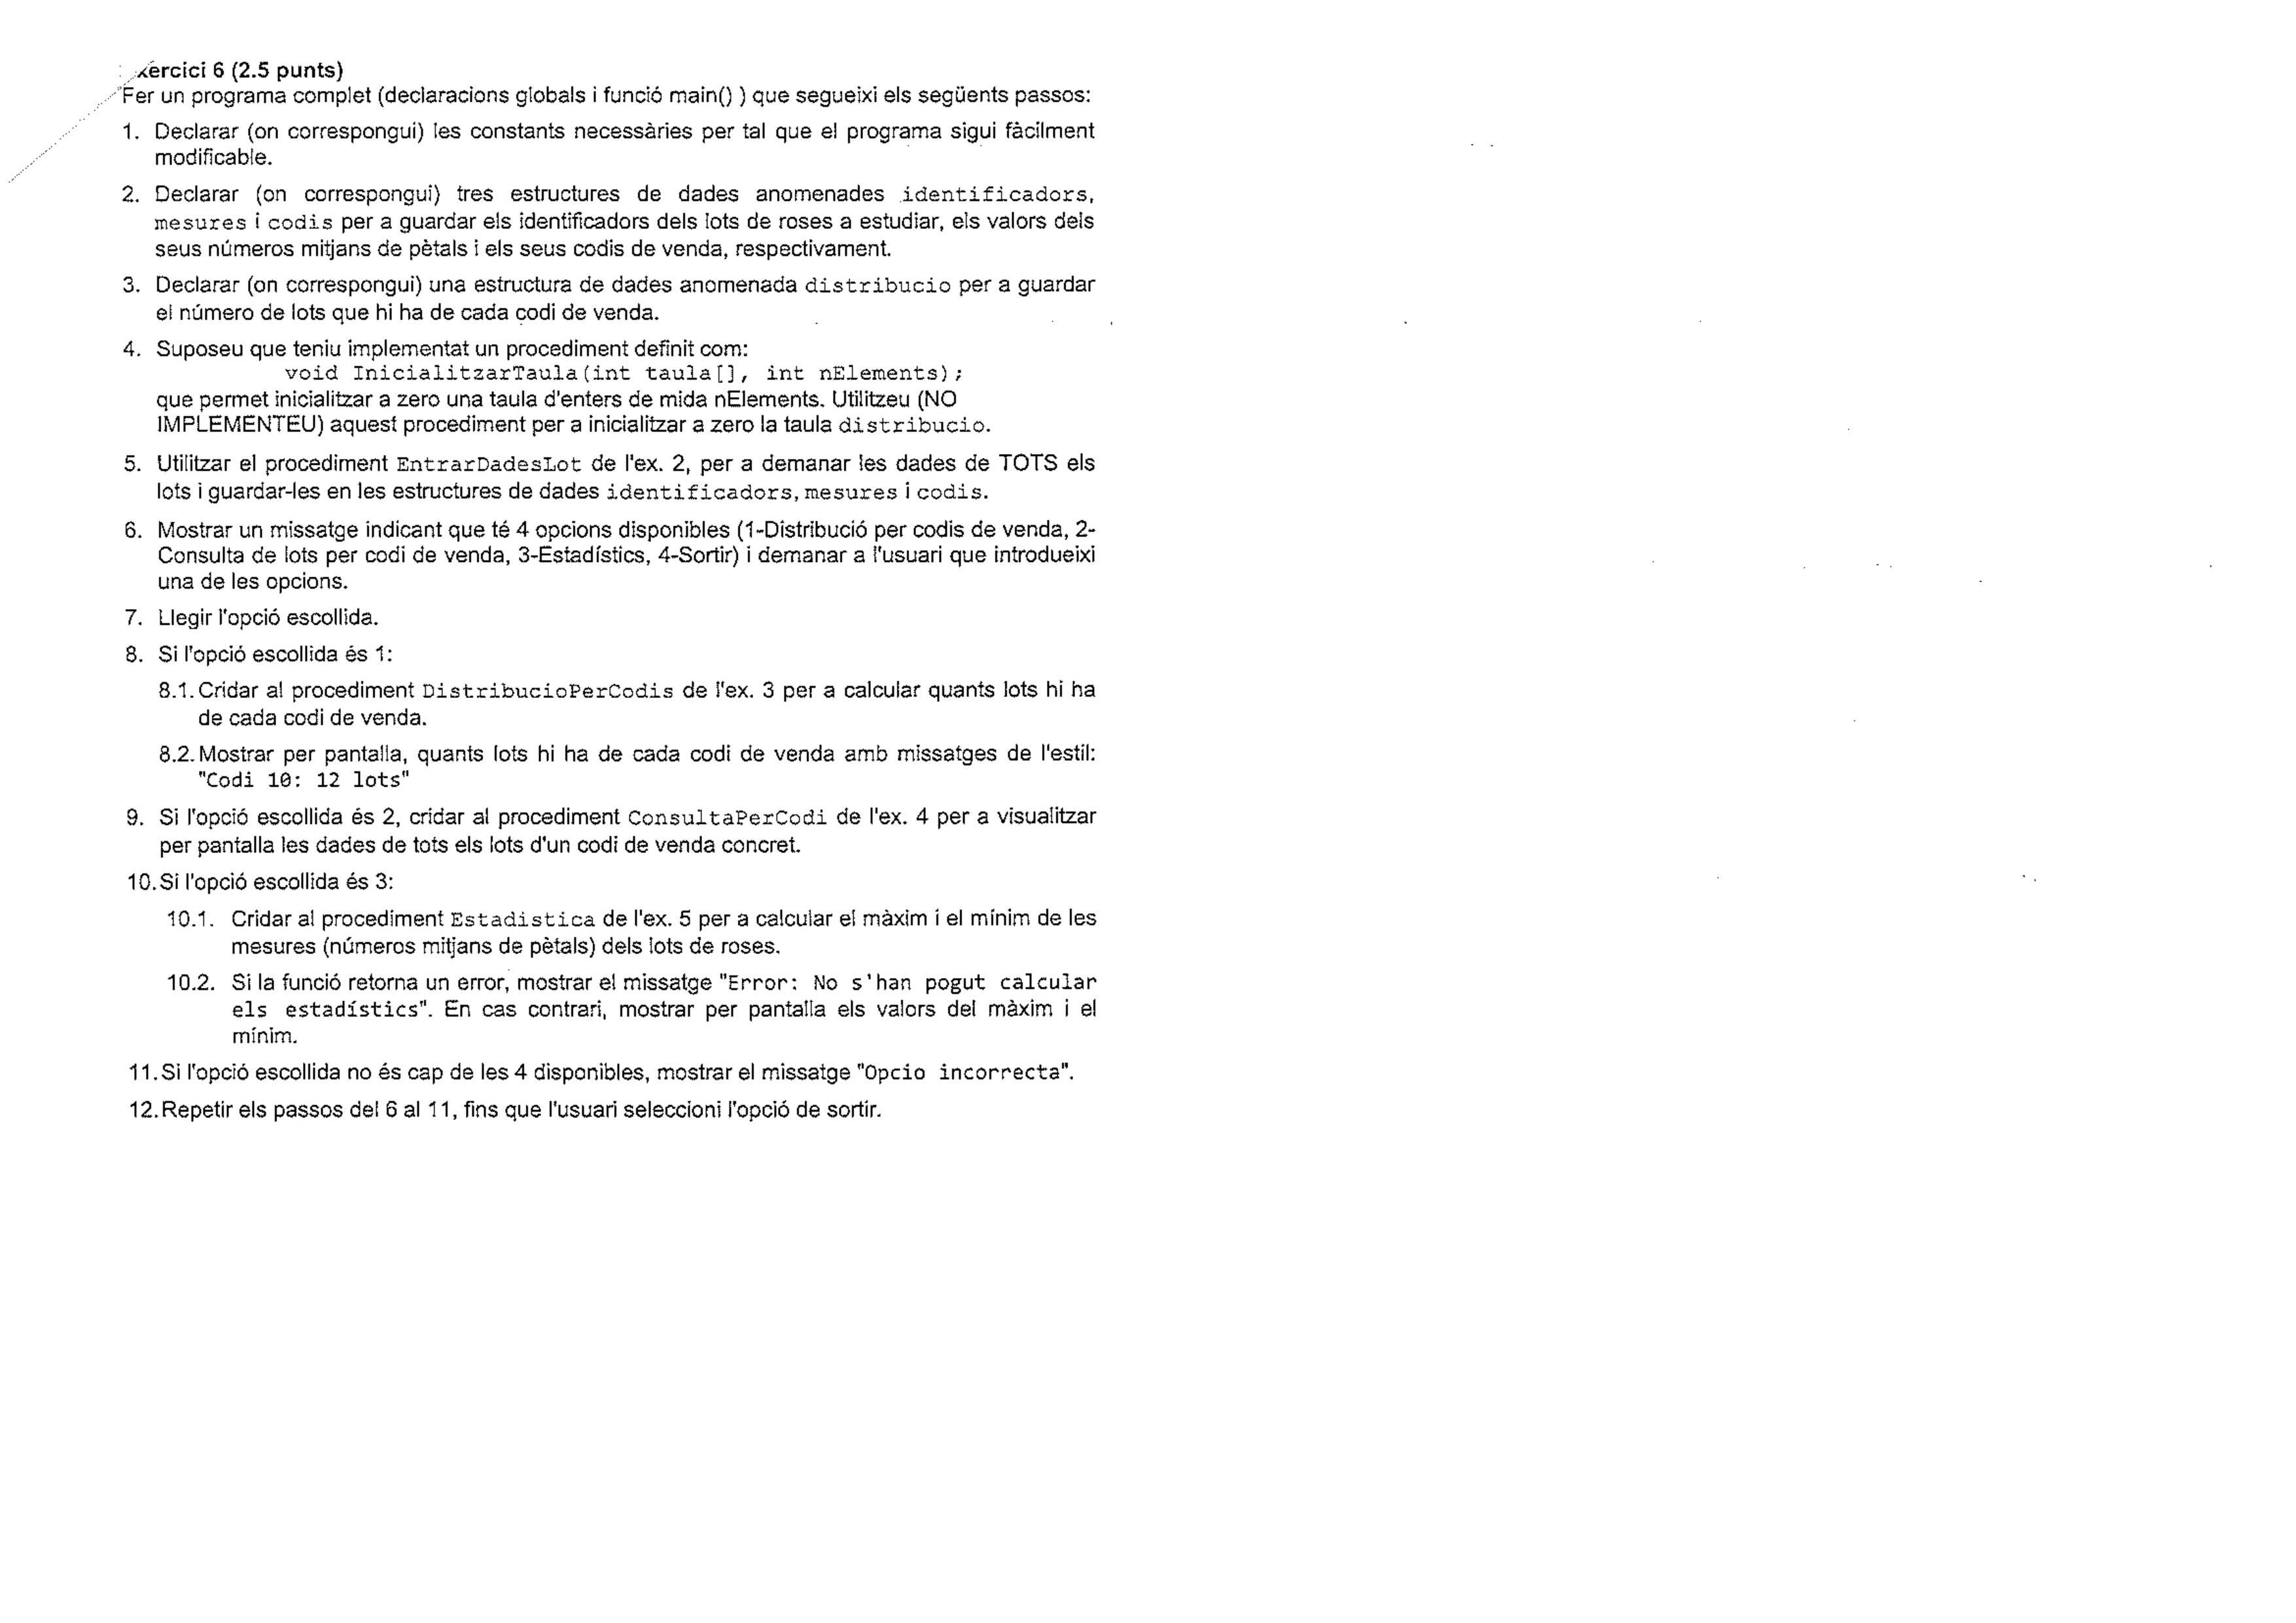 xercici 6 (2.5 punts)
Fer un programa complet (declaracions globals i funció main() ) que segueixi els següents passos:
1. Declarar (on correspongui) les constants necessàries per tal que el programa sigui fàcilment
modificable.
2. Declarar (on correspongui) tres estructures de dades anomenades identificadors,
mesures i codis per a guardar els identificadors dels lots de roses a estudiar, els valors dels
seus números mitjans de pètals i els seus codis de venda, respectivament.
3. Declarar (on correspongui) una estructura de dades anomenada distribucio per a guardar
el número de lots que hi ha de cada codi de venda.
4. Suposeu que teniu implementat un procediment definit com:
void InicialitzarTaula(int taula[], int nElements);
que permet inicialitzar a zero una taula d'enters de mida nElements. Utilitzeu (NO
IMPLEMENTEU) aquest procediment per a inicialitzar a zero la taula distribucio.
5. Utilitzar el procediment EntrarDadesLot de l'ex. 2, per a demanar les dades de TOTS els
lots i guardar-les en les estructures de dades identificadors, mesures i codis.
6. Mostrar un missatge indicant que té 4 opcions disponibles (1-Distribució per codis de venda, 2-
Consulta de lots per codi de venda, 3-Estadístics, 4-Sortir) i demanar a l'usuari que introdueixi
una de les opcions.
7. Llegir l'opció escollida.
8. Si l'opció escollida és 1:
8.1. Cridar al procediment DistribucioPerCodis de l'ex. 3 per a calcular quants lots hi ha
de cada codi de venda.
8.2. Mostrar per pantalla, quants lots hi ha de cada codi de venda amb missatges de l'estil:
"Codi 10: 12 lots"
9. Si l'opció escollida és 2, cridar al procediment ConsultaPerCodi de l'ex. 4 per a visualitzar
per pantalla les dades de tots els lots d'un codi de venda concret.
10. Si l'opció escollida és 3:
10.1. Cridar al procediment Estadistica de l'ex. 5 per a calcular el màxim i el mínim de les
mesures (números mitjans de pètals) dels lots de roses.
10.2. Si la funció retorna un error, mostrar el missatge "Error: No s'han pogut calcular
els estadístics". En cas contrari, mostrar per pantalla els valors del màxim i el
mínim.
11. Si l'opció escollida no és cap de les 4 disponibles, mostrar el missatge "Opcio incorrecta".
12. Repetir els passos del 6 al 11, fins que l'usuari seleccioni l'opció de sortir.